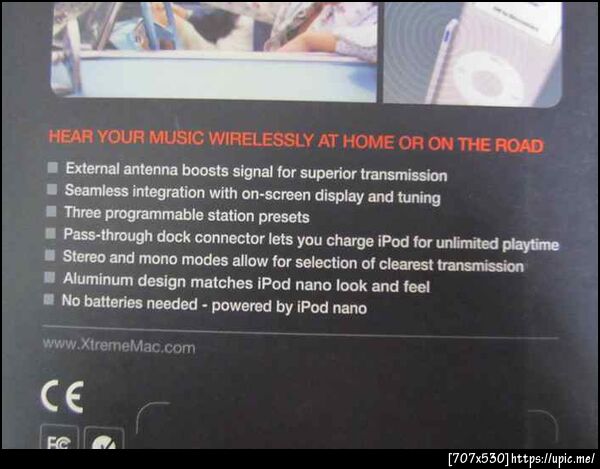 HEAR YOUR MUSIC WIRELESSLY AT HOME OR ON THE ROAD
External antenna boosts signal for superior transmission
Seamless integration with on-screen display and tuning
Three programmable station presets
Pass-through dock connector lets you charge iPod for unlimited playtime
Stereo and mono modes allow for selection of clearest transmission
Aluminum design matches iPod nano look and feel
No batteries needed - powered by iPod nano
www.XtremeMac.com
CE
FC
[707x530]https://upic.me/